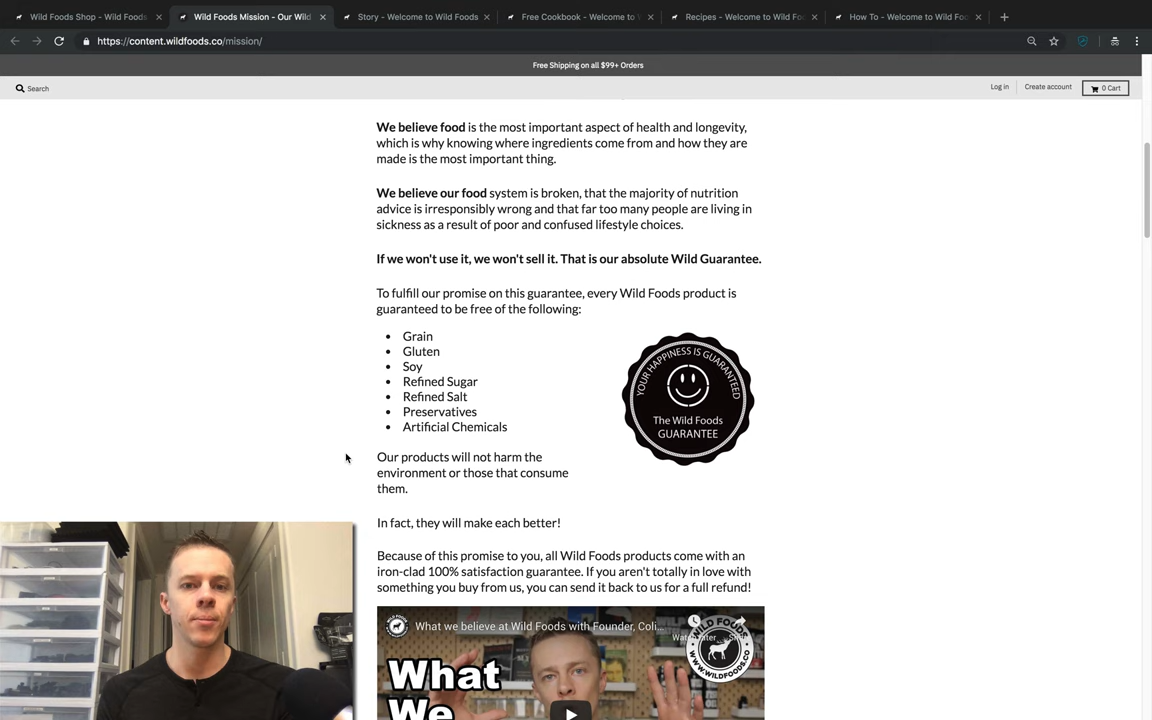 Wild Foods Shop - Wild Foods
Wild Foods Mission - Our Wild
Story - Welcome to Wild Foods
Free Cookbook - Welcome to W
Recipes - Welcome to Wild Foo
How To - Welcome to Wild Foo
https://content.wildfoods.co/mission/
Free Shipping on all $99+ Orders
Search
Log in
Create account
0 Cart
We believe food is the most important aspect of health and longevity,
which is why knowing where ingredients come from and how they are
made is the most important thing.
We believe our food system is broken, that the majority of nutrition
advice is irresponsibly wrong and that far too many people are living in
sickness as a result of poor and confused lifestyle choices.
If we won't use it, we won't sell it. That is our absolute Wild Guarantee.
To fulfill our promise on this guarantee, every Wild Foods product is
guaranteed to be free of the following:
• Grain
• Gluten
• Soy
• Refined Sugar
• Refined Salt
• Preservatives
• Artificial Chemicals
YOUR HAPPINESS IS GUARANTEED
The Wild Foods
GUARANTEE
Our products will not harm the
environment or those that consume
them.
In fact, they will make each better!
Because of this promise to you, all Wild Foods products come with an
iron-clad 100% satisfaction guarantee. If you aren't totally in love with
something you buy from us, you can send it back to us for a full refund!
What we believe at Wild Foods with Founder, Coli...
WWW.WILDFOODS.CO
What
We